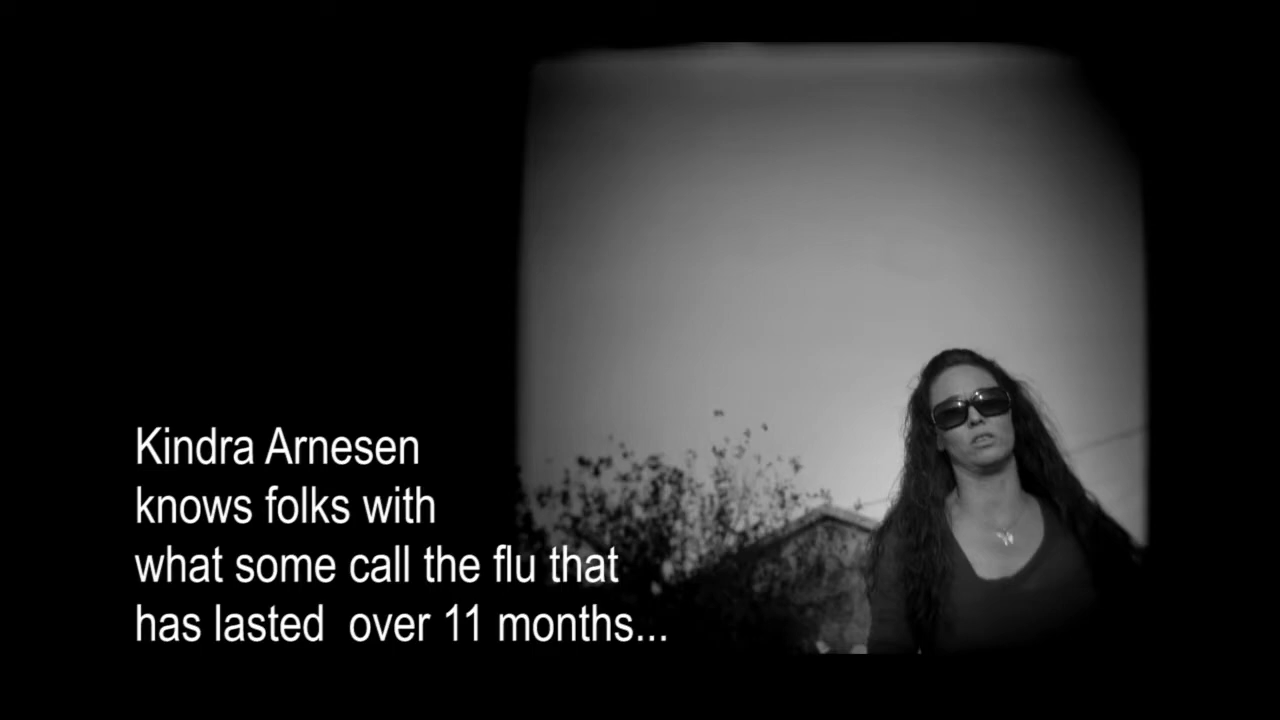 Kindra Arnesen
knows folks with
what some call the flu that
has lasted  over 11 months...